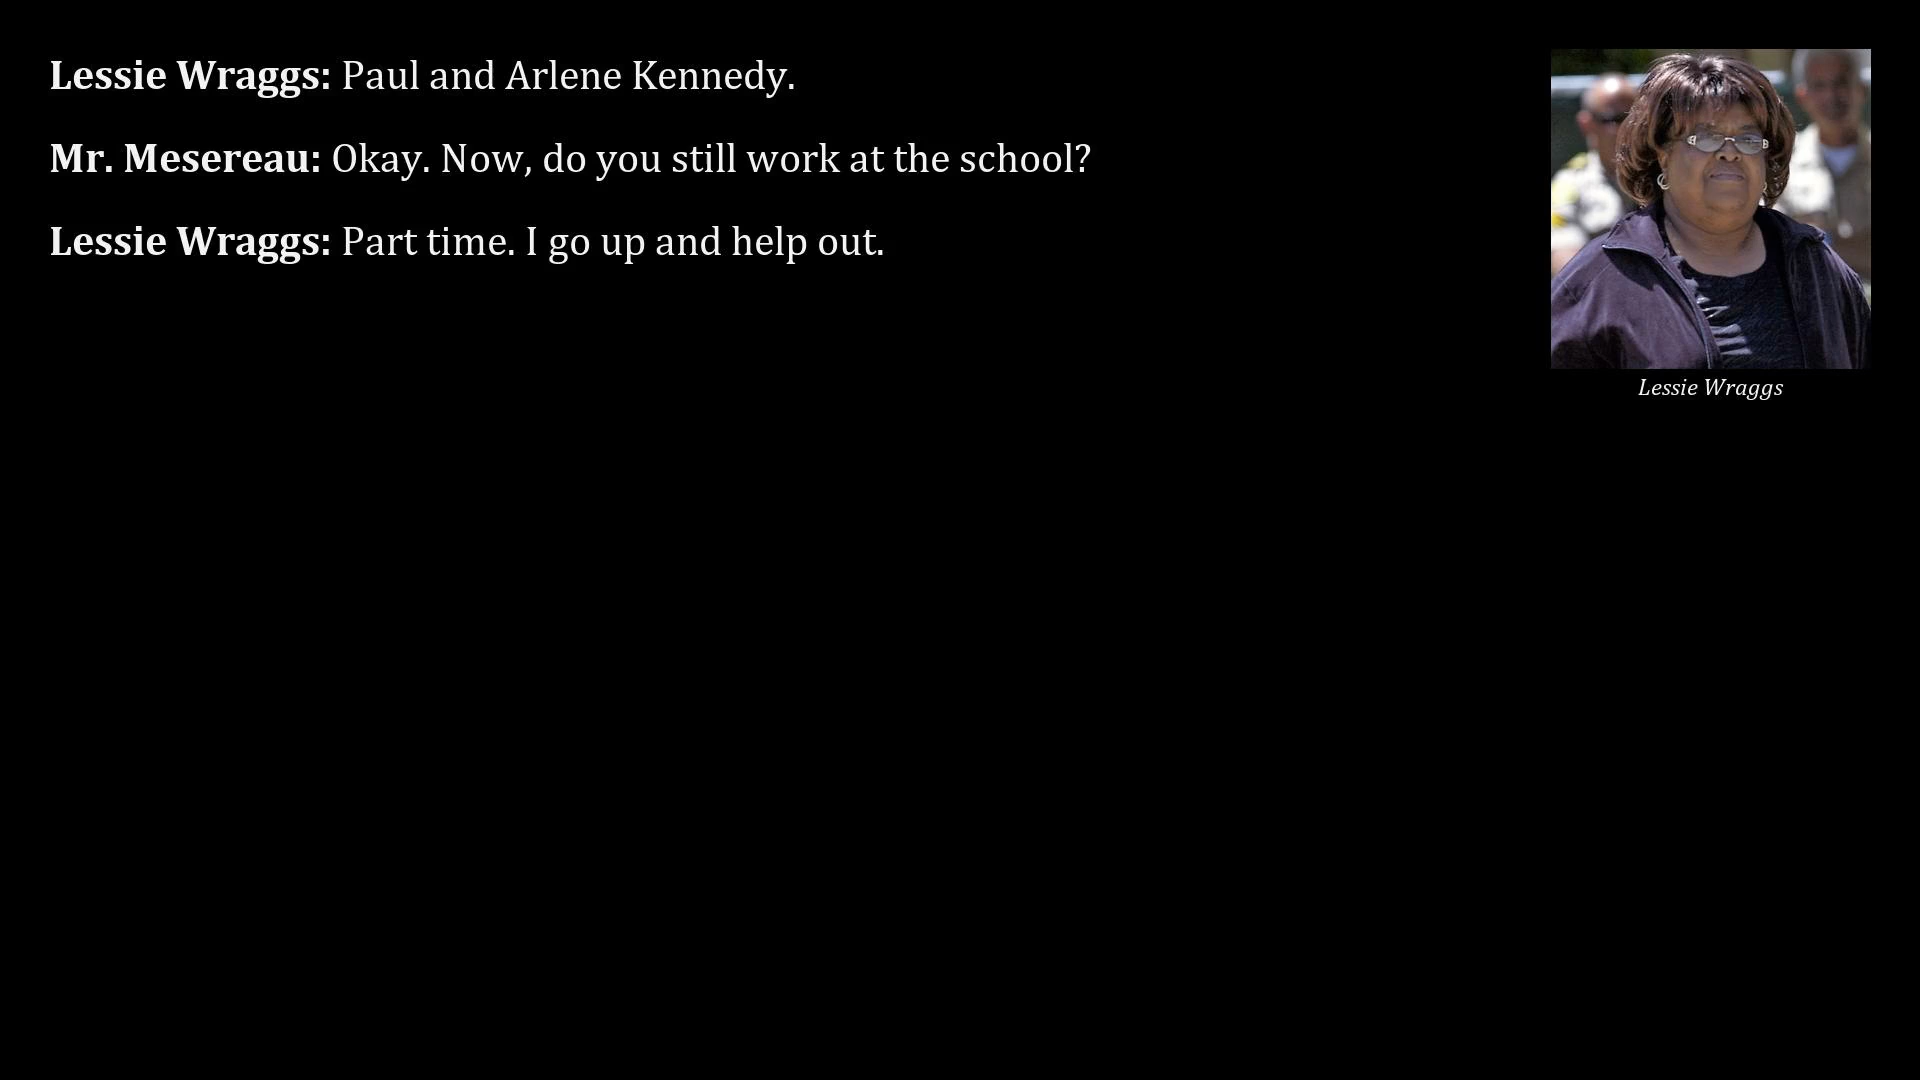 Lessie Wraggs: Paul and Arlene Kennedy.
Mr. Mesereau: Okay. Now, do you still work at the school?
Lessie Wraggs: Part time. I go up and help out.
Lessie Wraggs